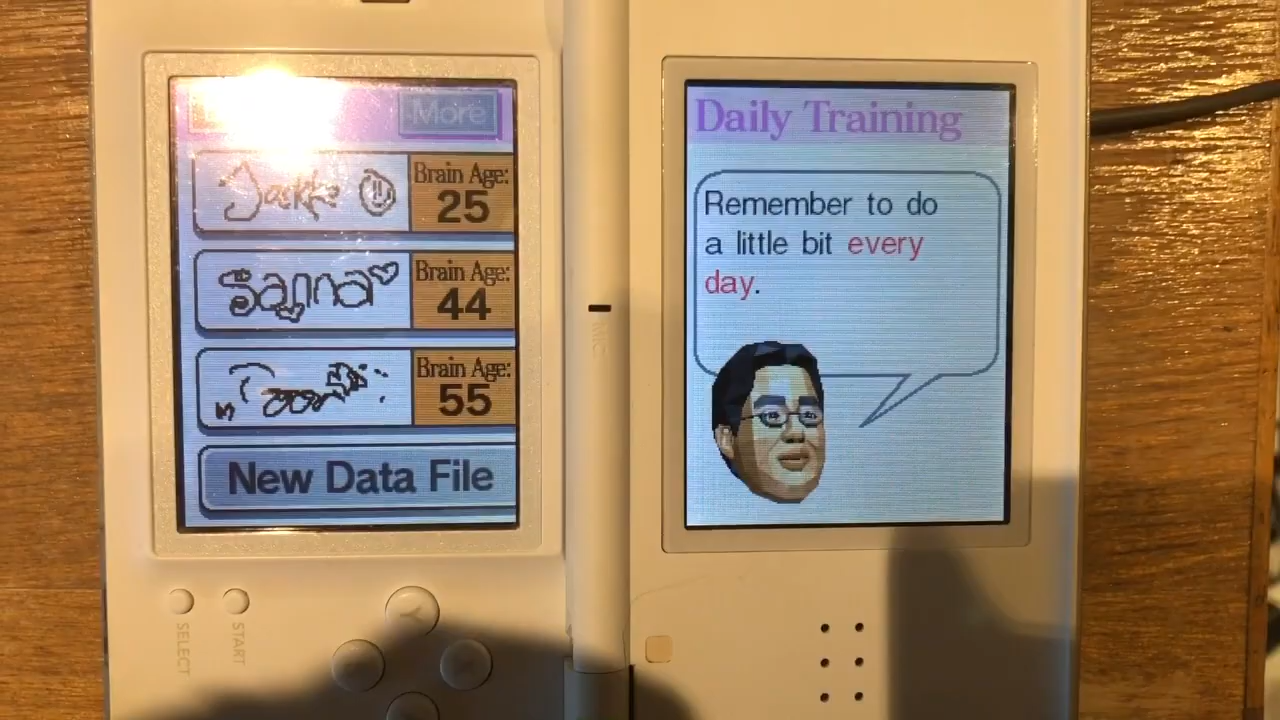 More
Brain Age:
25
Sanna
Brain Age:
44
Brain Age:
55
New Data File
Daily Training
Remember to do
a little bit every
day.
MIC
SELECT
START
Y